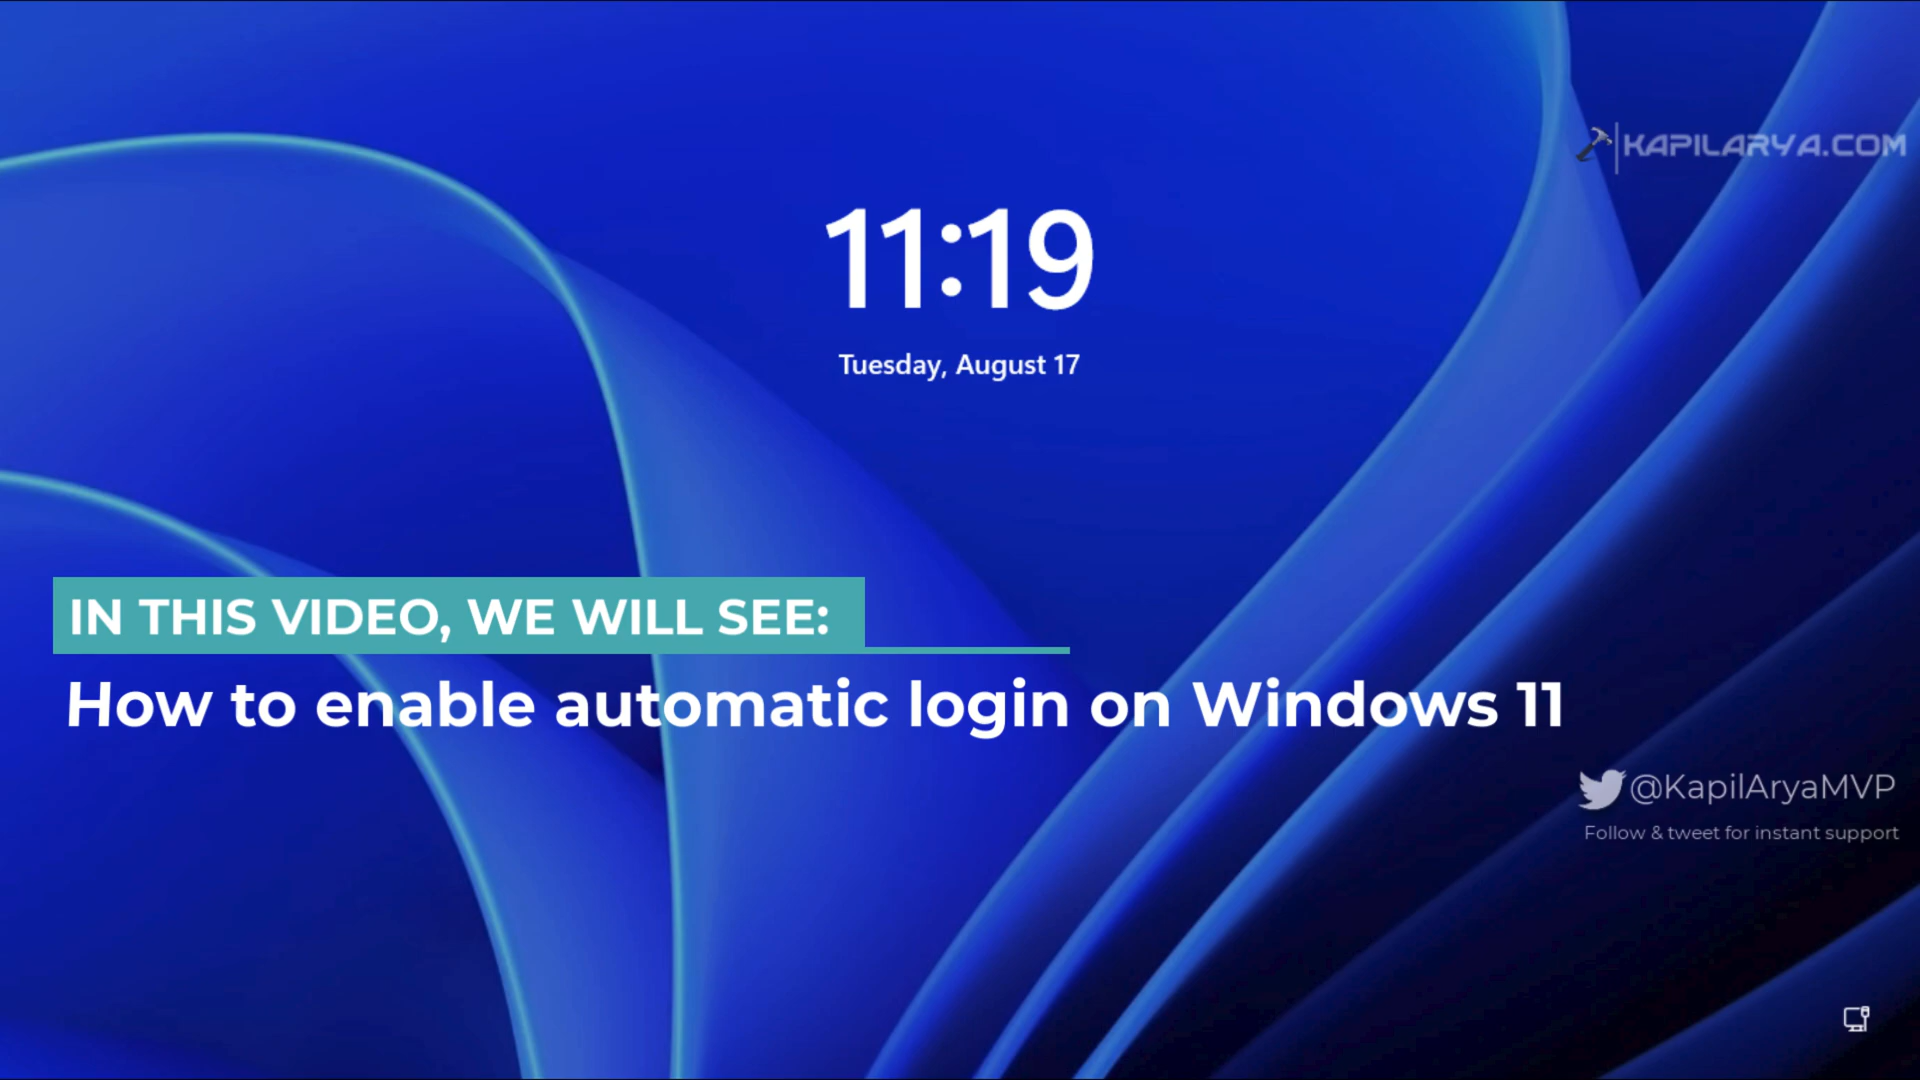 KAPILARYA.COM
11:19
Tuesday, August 17
IN THIS VIDEO, WE WILL SEE:
How to enable automatic login on Windows 11
@KapilAryaMVP
Follow & tweet for instant support